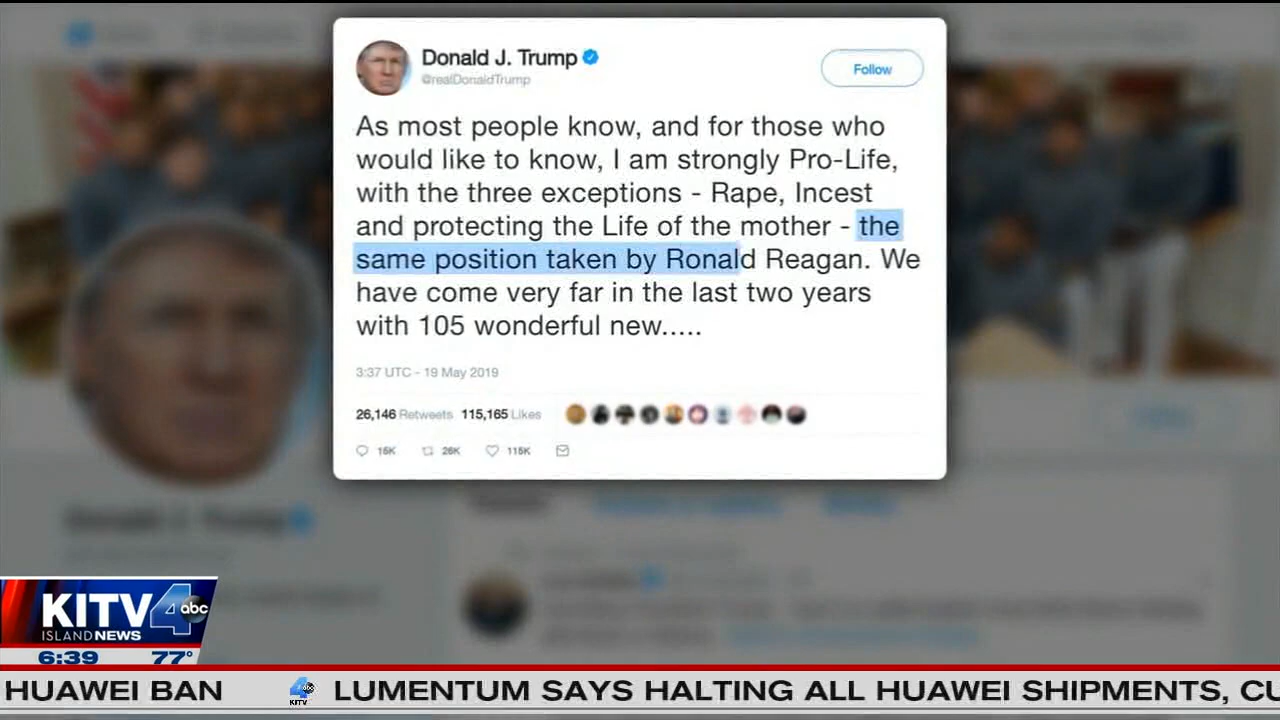 Donald J. Trump
@realDonaldTrump
Follow
As most people know, and for those who
would like to know, I am strongly Pro-Life,
with the three exceptions - Rape, Incest
and protecting the Life of the mother - the
same position taken by Ronald Reagan. We
have come very far in the last two years
with 105 wonderful new.....
3:37 UTC - 19 May 2019
26,146 Retweets 115,165 Likes
16K 26K 115K
KITV 4 abc
ISLAND NEWS
6:39 77°
HUAWEI BAN KITV 4 LUMENTUM SAYS HALTING ALL HUAWEI SHIPMENTS, CU